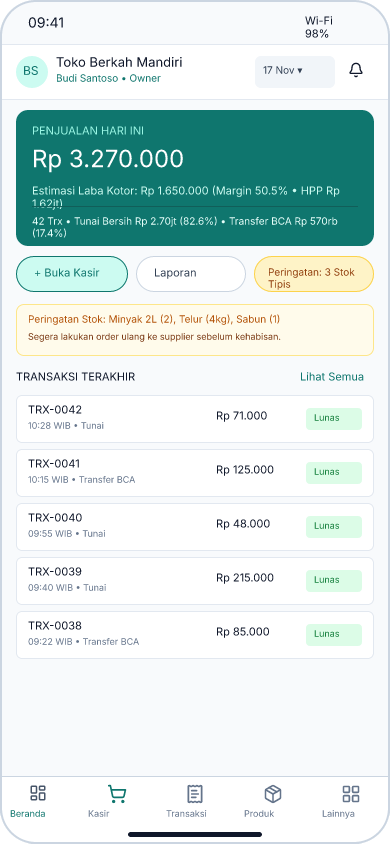 09:41
Wi-Fi
98%
BS
Toko Berkah Mandiri
Budi Santoso • Owner
17 Nov ▾
PENJUALAN HARI INI
Rp 3.270.000
Estimasi Laba Kotor: Rp 1.650.000 (Margin 50.5% • HPP Rp
1.62jt)
42 Trx • Tunai Bersih Rp 2.70jt (82.6%) • Transfer BCA Rp 570rb
(17.4%)
+ Buka Kasir
Laporan
Peringatan: 3 Stok
Tipis
Peringatan Stok: Minyak 2L (2), Telur (4kg), Sabun (1)
Segera lakukan order ulang ke supplier sebelum kehabisan.
TRANSAKSI TERAKHIR
Lihat Semua
TRX-0042
10:28 WIB • Tunai
Rp 71.000
Lunas
TRX-0041
10:15 WIB • Transfer BCA
Rp 125.000
Lunas
TRX-0040
09:55 WIB • Tunai
Rp 48.000
Lunas
TRX-0039
09:40 WIB • Tunai
Rp 215.000
Lunas
TRX-0038
09:22 WIB • Transfer BCA
Rp 85.000
Lunas
Beranda
Kasir
Transaksi
Produk
Lainnya